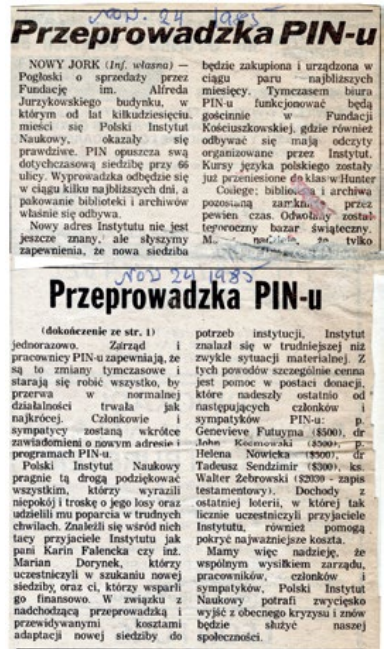 NOV. 24 1985
Przeprowadzka PIN-u
NOWY JORK (Inf. własna) —
Pogłoski o sprzedaży przez
Fundację im. Alfreda
Jurzykowskiego budynku, w
którym od lat kilkudziesięciu
mieści się Polski Instytut
Naukowy, okazały się
prawdziwe. PIN opuszcza swą
dotychczasową siedzibę przy 66
ulicy. Wyprowadzka odbędzie się
w ciągu kilku najbliższych dni, a
pakowanie biblioteki i archiwów
właśnie się odbywa.
Nowy adres Instytutu nie jest
jeszcze znany, ale słyszymy
zapewnienia, że nowa siedziba
będzie zakupiona i urządzona w
ciągu paru najbliższych
miesięcy. Tymczasem biura
PIN-u funkcjonować będą
gościnnie w Fundacji
Kościuszkowskiej, gdzie również
odbywać się mają odczyty
organizowane przez Instytut.
Kursy języka polskiego zostały
już przeniesione do klas w Hunter
College; biblioteka i archiwa
pozostaną zamknięte przez
pewien czas. Odwołany został
tegoroczny bazar świąteczny.
że tylko
NOV 24 1985
Przeprowadzka PIN-u
(dokończenie ze str. 1)
jednorazowo. Zarząd i
pracownicy PIN-u zapewniają, że
są to zmiany tymczasowe i
starają się robić wszystko, by
przerwa w normalnej
działalności trwała jak
najkrócej. Członkowie i
sympatycy zostaną wkrótce
zawiadomieni o nowym adresie i
programach PIN-u.
Polski Instytut Naukowy
pragnie tą drogą podziękować
wszystkim, którzy wyrazili
niepokój i troskę o jego losy oraz
udzielili mu poparcia w trudnych
chwilach. Znaleźli się wśród nich
tacy przyjaciele Instytutu jak
pani Karin Falencka czy inż.
Marian Dorynek, którzy
uczestniczyli w szukaniu nowej
siedziby, oraz ci, którzy wsparli
go finansowo. W związku z
nadchodzącą przeprowadzką i
przewidywanymi kosztami
adaptacji nowej siedziby do
potrzeb instytucji, Instytut
znalazł się w trudniejszej niż
zwykle sytuacji materialnej. Z
tych powodów szczególnie cenna
jest pomoc w postaci donacji,
które nadeszły ostatnio od
następujących członków i
sympatyków PIN-u: p.
Genevieve Futuyma ($500), dr
John Kosmowski ($500), p.
Helena Nowicka ($500), dr
Tadeusz Sendzimir ($300), ks.
Walter Żebrowski ($2030 - zapis
testamentowy). Dochody z
ostatniej loterii, w której tak
licznie uczestniczyli przyjaciele
Instytutu, również pomogą
pokryć najważniejsze koszta.
Mamy więc nadzieję, że
wspólnym wysiłkiem zarządu,
pracowników, członków i
sympatyków, Polski Instytut
Naukowy potrafi zwycięsko
wyjść z obecnego kryzysu i znów
będzie służyć naszej
społeczności.